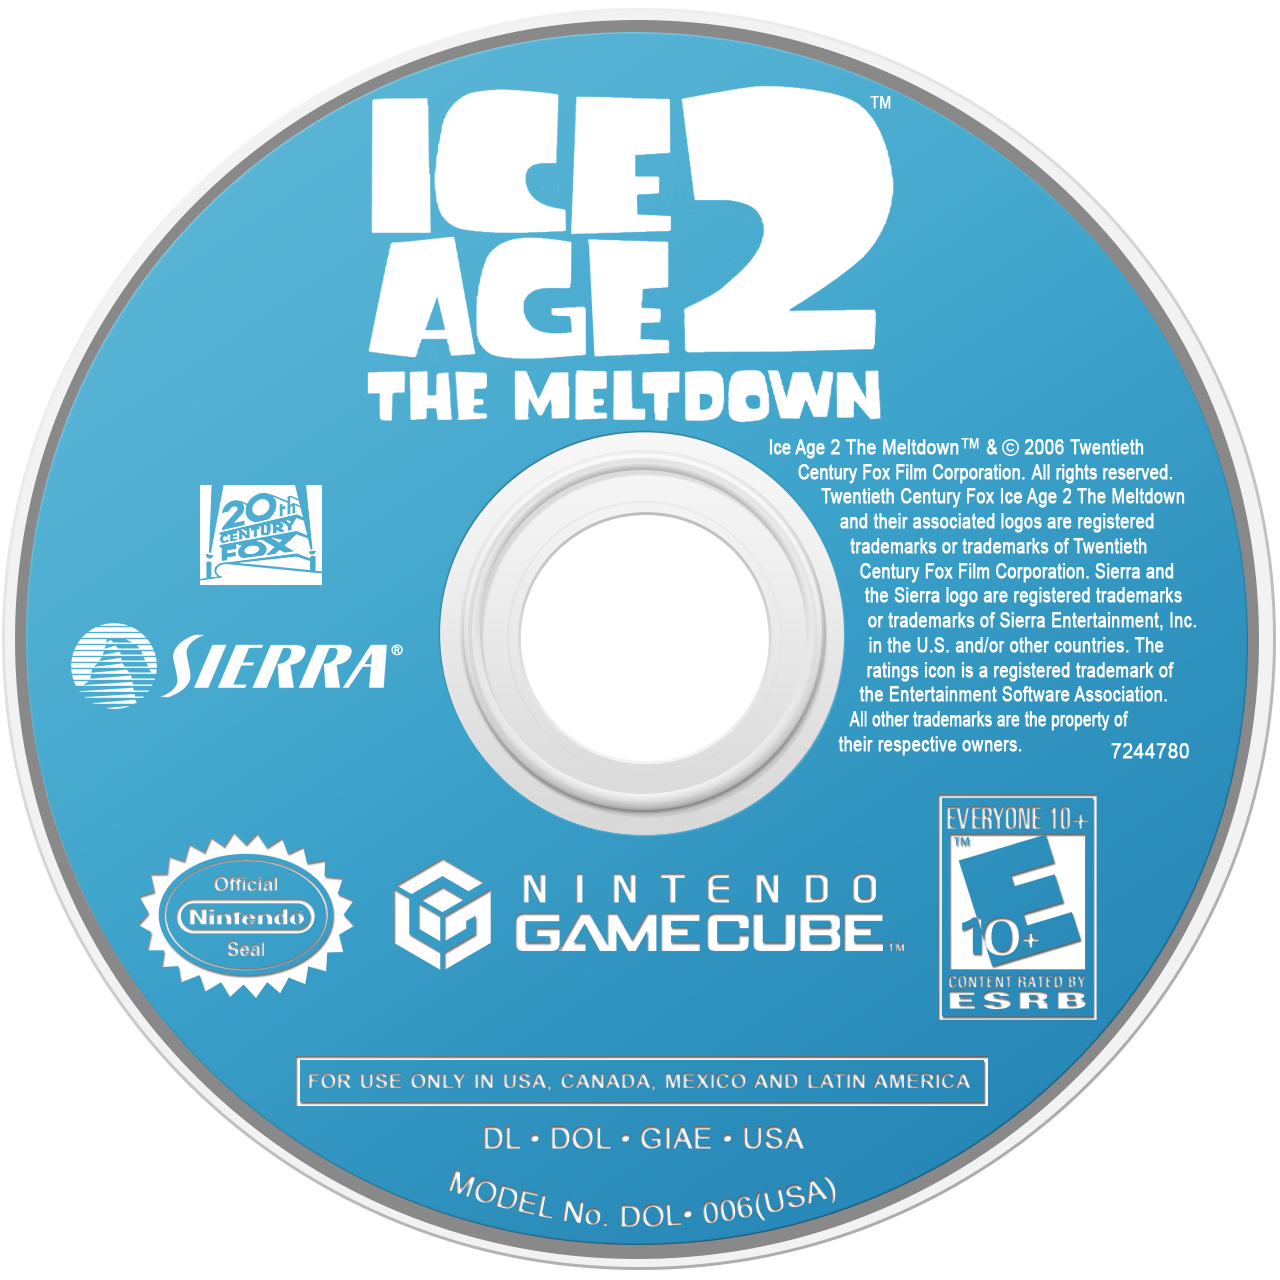 ICE
AGE 2™
THE MELTDOWN
Ice Age 2 The Meltdown™ & © 2006 Twentieth
Century Fox Film Corporation. All rights reserved.
Twentieth Century Fox Ice Age 2 The Meltdown
and their associated logos are registered
trademarks or trademarks of Twentieth
Century Fox Film Corporation. Sierra and
the Sierra logo are registered trademarks
or trademarks of Sierra Entertainment, Inc.
in the U.S. and/or other countries. The
ratings icon is a registered trademark of
the Entertainment Software Association.
All other trademarks are the property of
their respective owners.
7244780
20th
CENTURY
FOX
SIERRA®
Official
Nintendo
Seal
NINTENDO
GAMECUBE™
EVERYONE 10+
™
E
10+
CONTENT RATED BY
ESRB
FOR USE ONLY IN USA, CANADA, MEXICO AND LATIN AMERICA
DL • DOL • GIAE • USA
MODEL No. DOL• 006(USA)